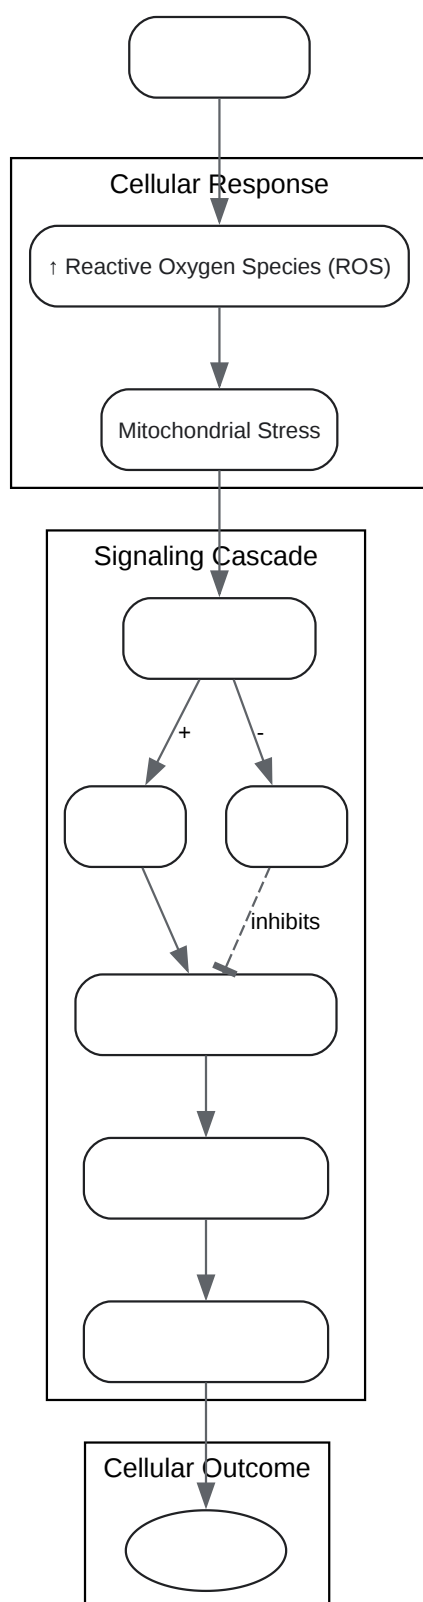 Cellular Response
↑ Reactive Oxygen Species (ROS)
Mitochondrial Stress
Signaling Cascade
+
-
inhibits
Cellular Outcome